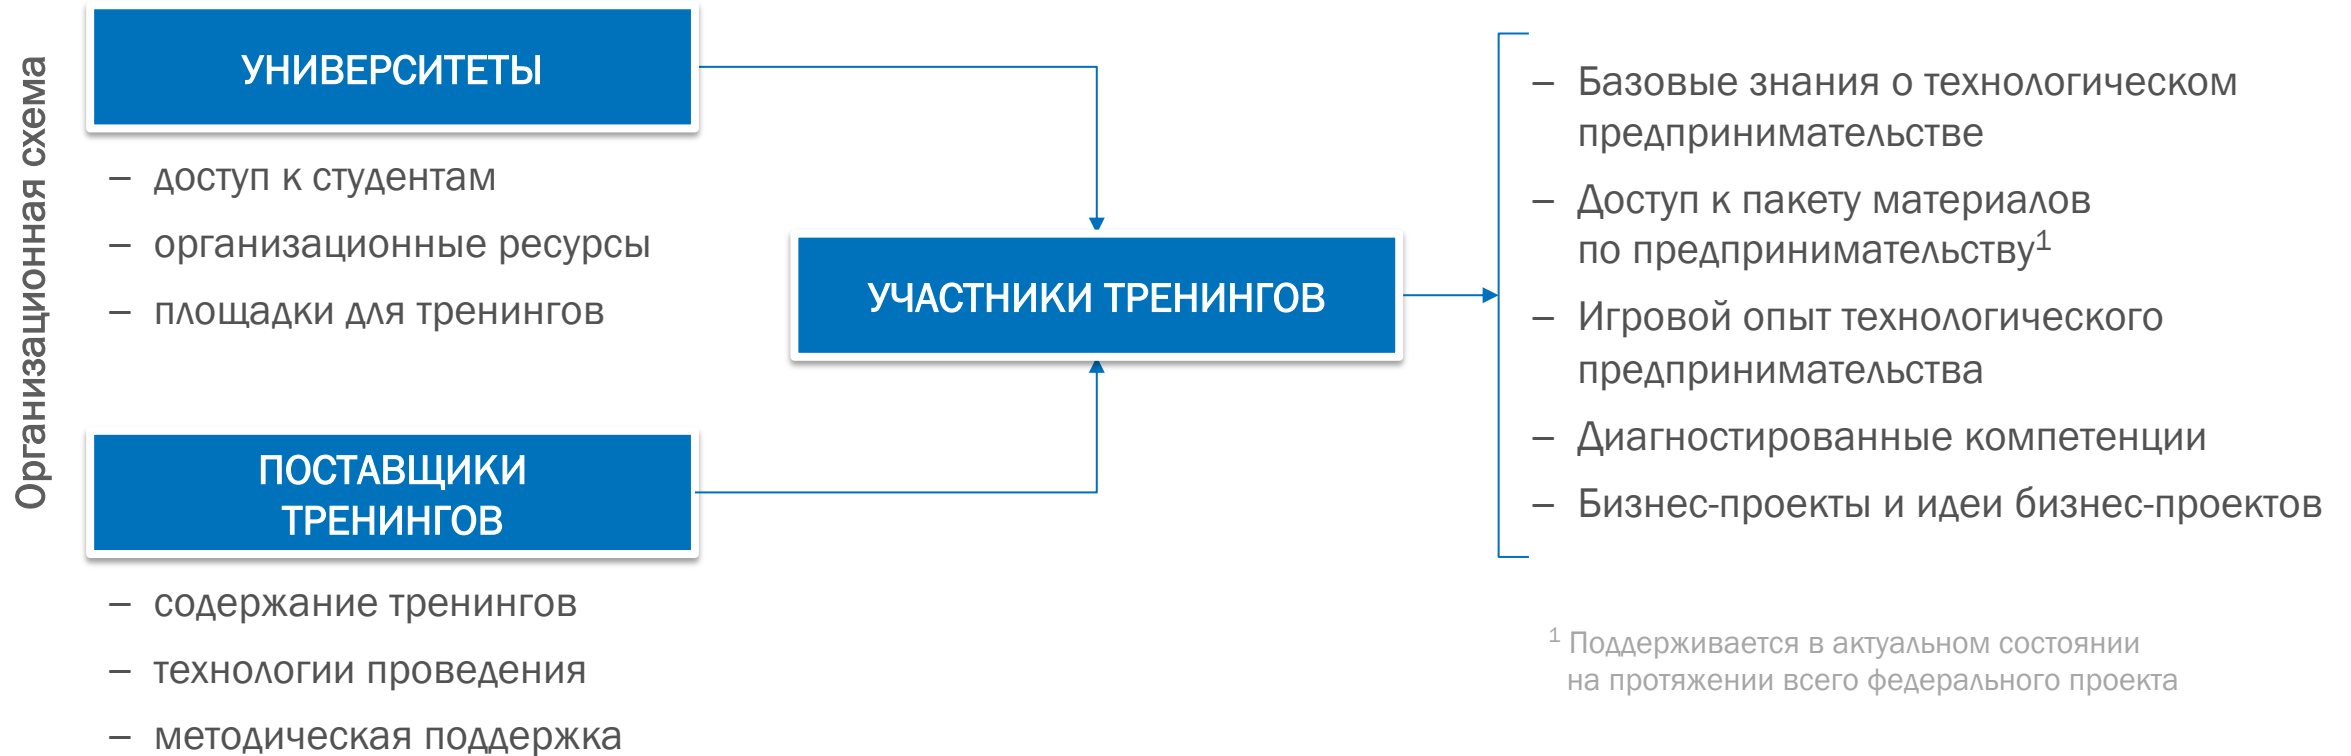 Организационная схема
УНИВЕРСИТЕТЫ
– доступ к студентам
– организационные ресурсы
– площадки для тренингов
ПОСТАВЩИКИ
ТРЕНИНГОВ
– содержание тренингов
– технологии проведения
– методическая поддержка
УЧАСТНИКИ ТРЕНИНГОВ
– Базовые знания о технологическом
предпринимательстве
– Доступ к пакету материалов
по предпринимательству¹
– Игровой опыт технологического
предпринимательства
– Диагностированные компетенции
– Бизнес-проекты и идеи бизнес-проектов
¹ Поддерживается в актуальном состоянии
на протяжении всего федерального проекта